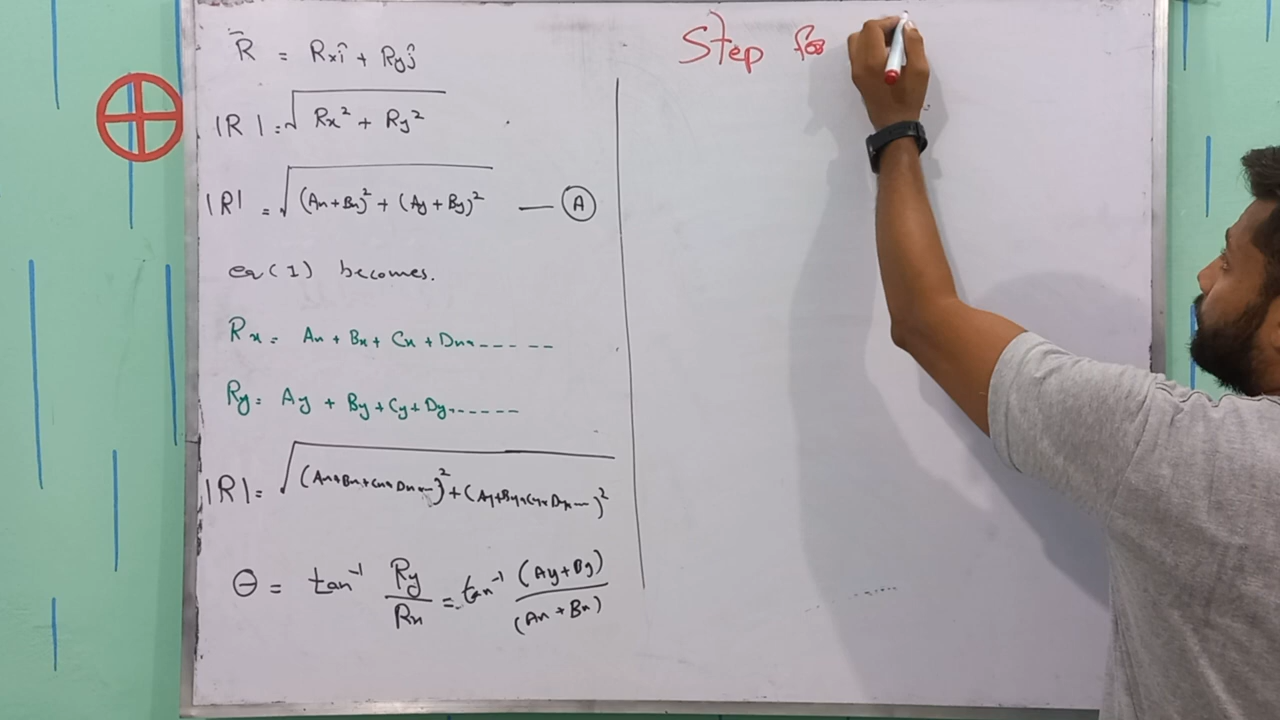 R̄ = Rxî + Ryĵ
|R| = √(Rx² + Ry²)
|R| = √((Ax+Bx)² + (Ay+By)²) — Ⓐ
eq(1) becomes.
Rx = Ax + Bx + Cx + Dx+-----
Ry = Ay + By + Cy + Dy+-----
|R| = √((Ax+Bx+Cx+Dx+---)² + (Ay+By+Cy+Dy+---)²)
θ = tan⁻¹ Ry/Rx = tan⁻¹ (Ay+By)/(Ax+Bx)
Step for